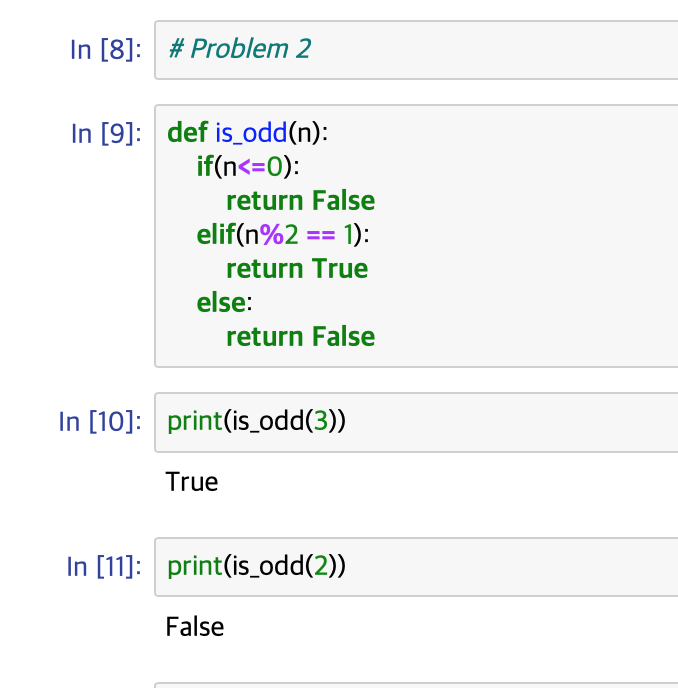 In [8]: # Problem 2
In [9]: def is_odd(n):
    if(n<=0):
        return False
    elif(n%2 == 1):
        return True
    else:
        return False
In [10]: print(is_odd(3))
True
In [11]: print(is_odd(2))
False